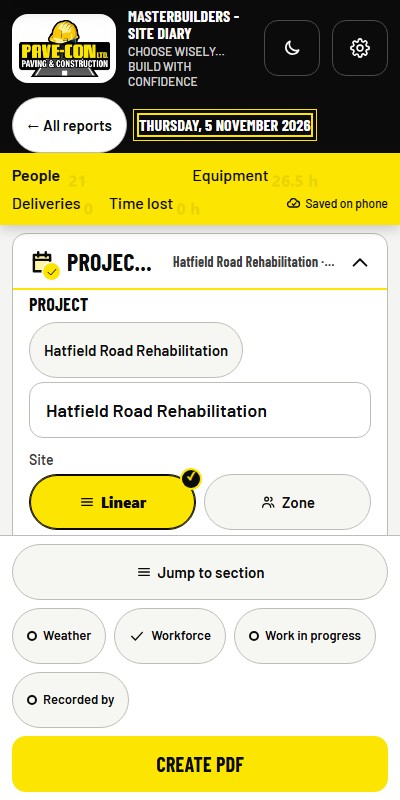 PAVE-CON LTD.
PAVING & CONSTRUCTION
MASTERBUILDERS -
SITE DIARY
CHOOSE WISELY...
BUILD WITH
CONFIDENCE
← All reports
THURSDAY, 5 NOVEMBER 2026
People 21
Equipment 26.5 h
Deliveries 0
Time lost 0 h
Saved on phone
PROJEC...
Hatfield Road Rehabilitation ·...
PROJECT
Hatfield Road Rehabilitation
Hatfield Road Rehabilitation
Site
Linear
Zone
Jump to section
Weather
Workforce
Work in progress
Recorded by
CREATE PDF